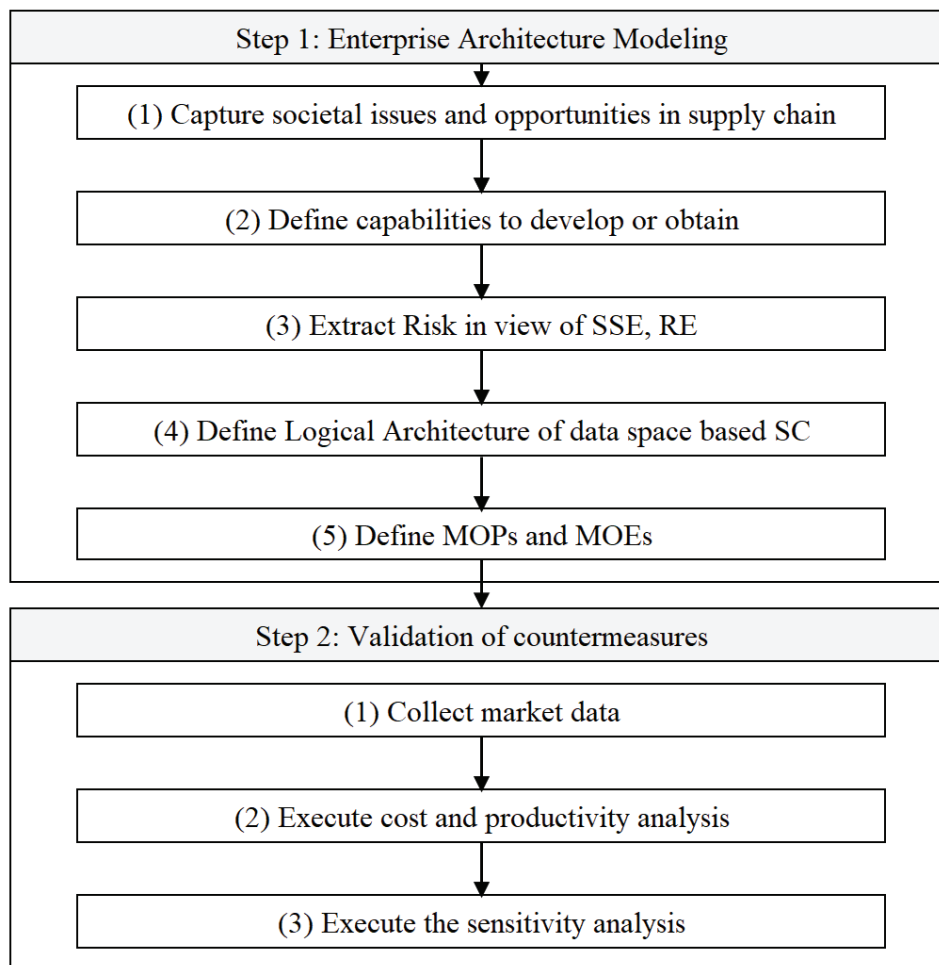 Step 1: Enterprise Architecture Modeling
(1) Capture societal issues and opportunities in supply chain
(2) Define capabilities to develop or obtain
(3) Extract Risk in view of SSE, RE
(4) Define Logical Architecture of data space based SC
(5) Define MOPs and MOEs
Step 2: Validation of countermeasures
(1) Collect market data
(2) Execute cost and productivity analysis
(3) Execute the sensitivity analysis